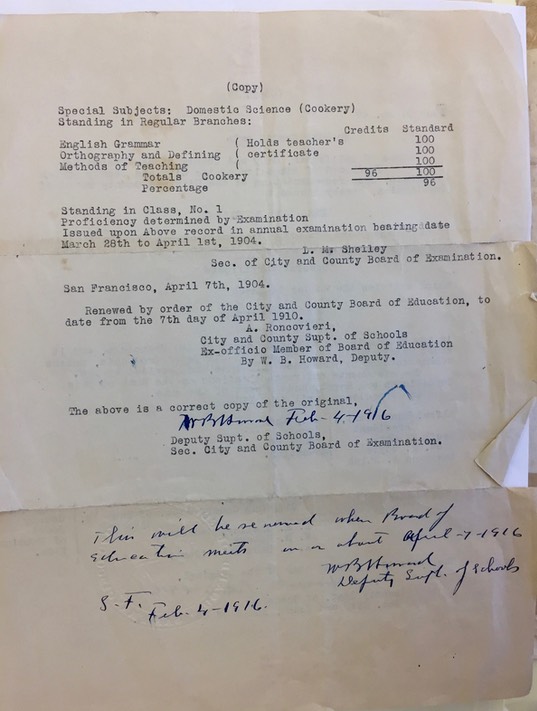 (Copy)
Special Subjects: Domestic Science (Cookery)
Standing in Regular Branches:
Credits Standard
English Grammar ( Holds teacher's 100
Orthography and Defining ( certificate 100
Methods of Teaching ( 100
Totals Cookery 96 100
Percentage 96
Standing in Class, No. 1
Proficiency determined by Examination
Issued upon Above record in annual examination bearing date
March 28th to April 1st, 1904.
L. M. Shelley
Sec. of City and County Board of Examination.
San Francisco, April 7th, 1904.
Renewed by order of the City and County Board of Education, to
date from the 7th day of April 1910.
A. Roncovieri,
City and County Supt. of Schools
Ex-officio Member of Board of Education
By W. B. Howard, Deputy.
The above is a correct copy of the original,
W B Howard Feb-4-1916
Deputy Supt. of Schools,
Sec. City and County Board of Examination.
This will be renewed when Board of
Education meets on or about April-7-1916
W B Howard
Deputy Supt. of Schools
S.F. Feb-4-1916.